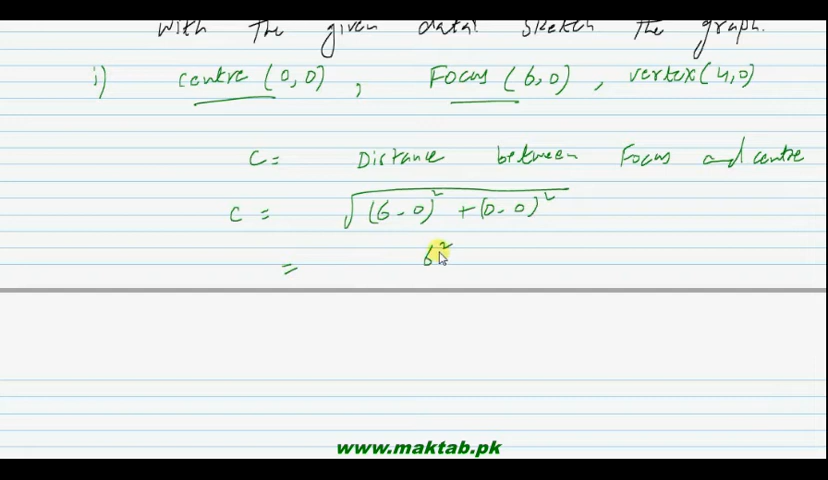 With the given data. Sketch the graph.
i) centre (0,0) , Focus (6,0) , vertex (4,0)
C = Distance between Focus and centre
C = √(6-0)² + (0-0)²
= 6²
www.maktab.pk